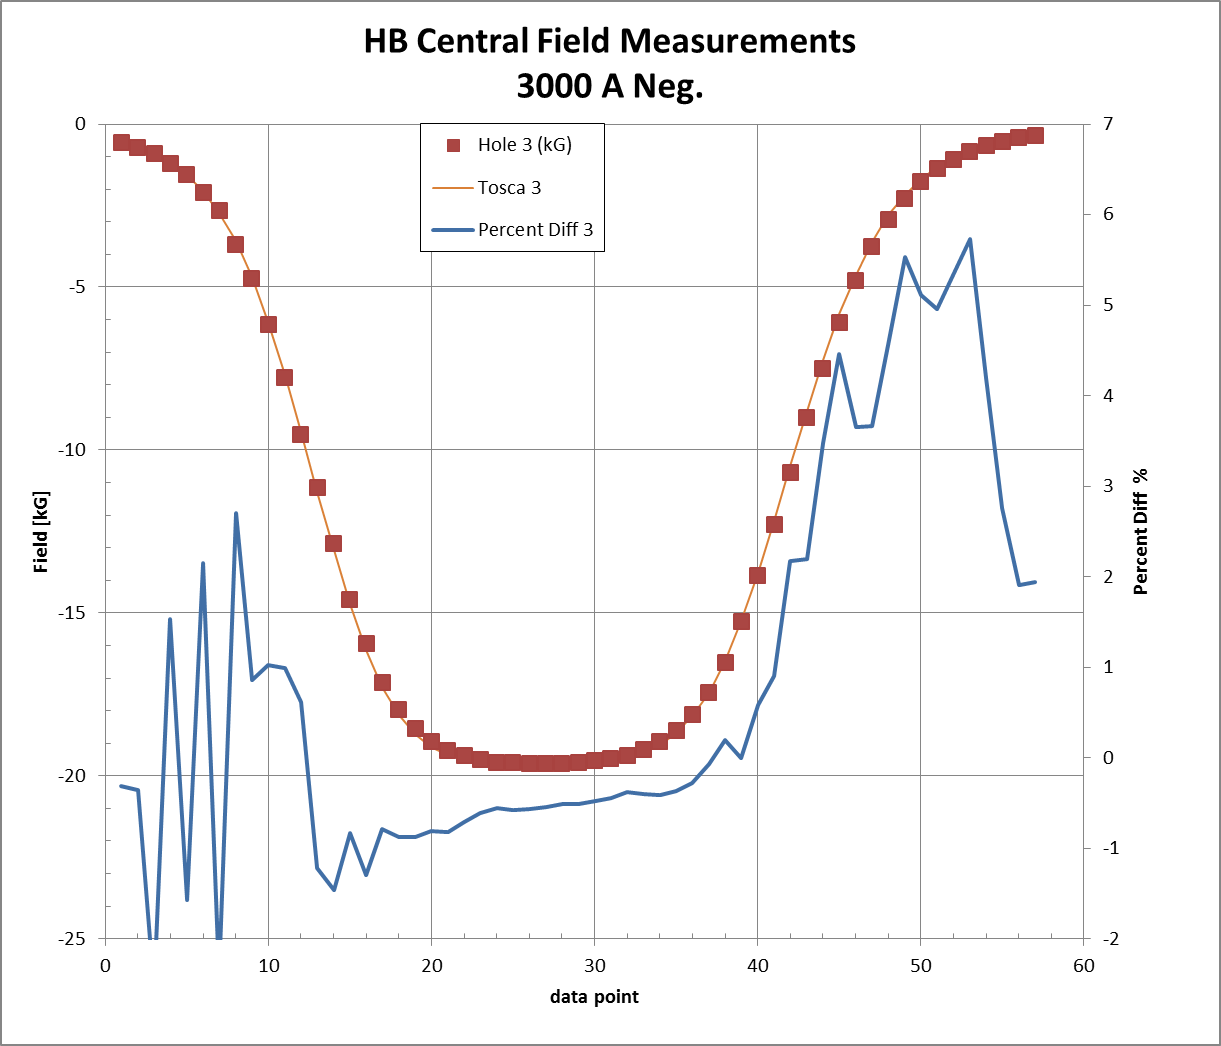 HB Central Field Measurements
3000 A Neg.
Hole 3 (kG)
Tosca 3
Percent Diff 3
Field [kG]
0
-5
-10
-15
-20
-25
7
6
5
4
3
2
1
0
-1
-2
Percent Diff %
0 10 20 30 40 50 60
data point